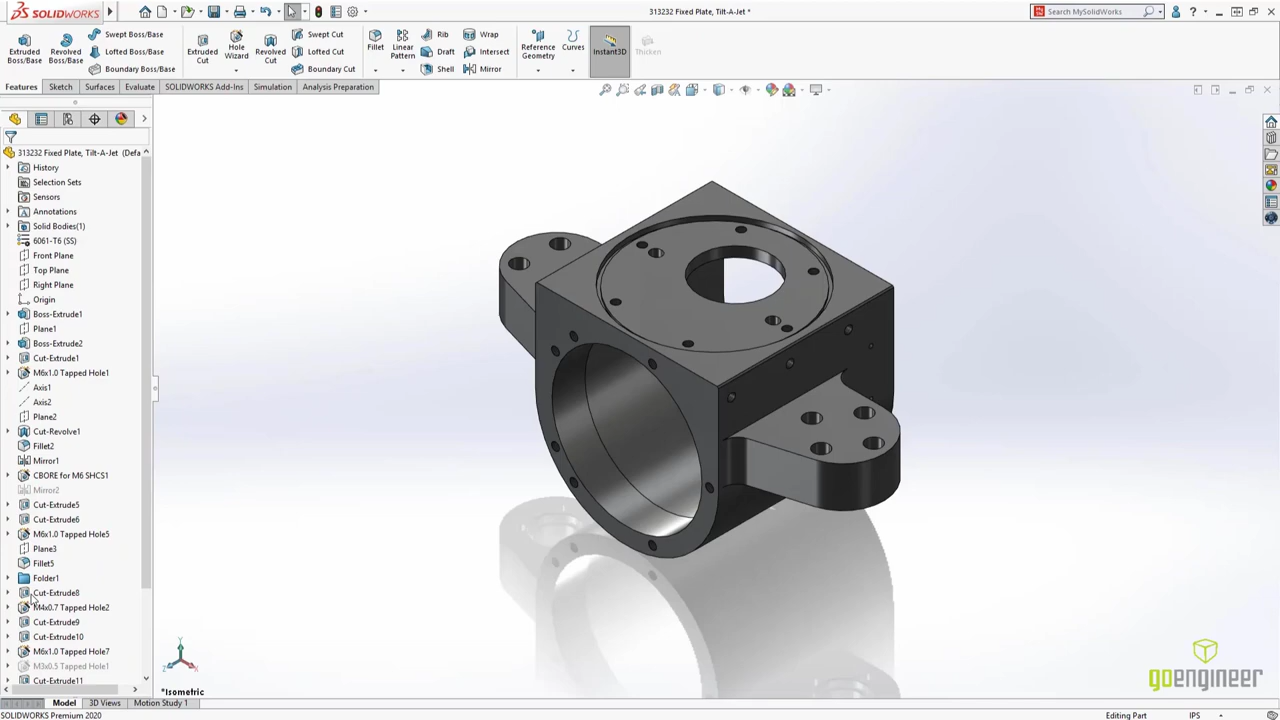 SOLIDWORKS
313232 Fixed Plate, Tilt-A-Jet *
Search MySolidWorks
Extruded Boss/Base
Revolved Boss/Base
Swept Boss/Base
Lofted Boss/Base
Boundary Boss/Base
Extruded Cut
Hole Wizard
Revolved Cut
Swept Cut
Lofted Cut
Boundary Cut
Fillet
Linear Pattern
Rib
Draft
Shell
Wrap
Intersect
Mirror
Reference Geometry
Curves
Instant3D
Thicken
Features
Sketch
Surfaces
Evaluate
SOLIDWORKS Add-Ins
Simulation
Analysis Preparation
313232 Fixed Plate, Tilt-A-Jet (Defa
History
Selection Sets
Sensors
Annotations
Solid Bodies(1)
6061-T6 (SS)
Front Plane
Top Plane
Right Plane
Origin
Boss-Extrude1
Plane1
Boss-Extrude2
Cut-Extrude1
M6x1.0 Tapped Hole1
Axis1
Axis2
Plane2
Cut-Revolve1
Fillet2
Mirror1
CBORE for M6 SHCS1
Mirror2
Cut-Extrude5
Cut-Extrude6
M6x1.0 Tapped Hole5
Plane3
Fillet5
Folder1
Cut-Extrude8
M4x0.7 Tapped Hole2
Cut-Extrude9
Cut-Extrude10
M6x1.0 Tapped Hole7
M3x0.5 Tapped Hole1
Cut-Extrude11
Y
Z
X
*Isometric
goengineer
Model
3D Views
Motion Study 1
SOLIDWORKS Premium 2020
Editing Part
IPS